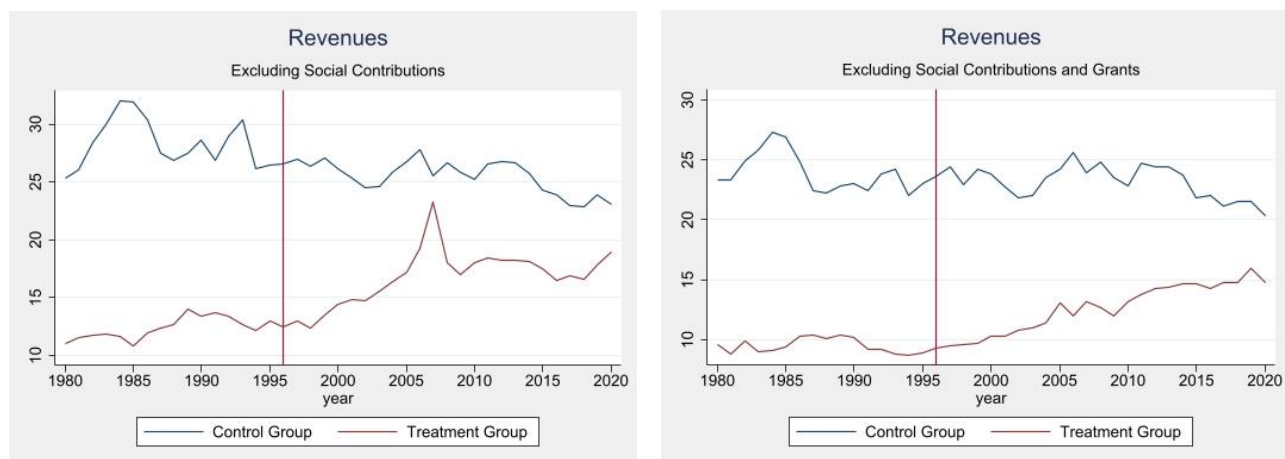 Revenues
Excluding Social Contributions
30
25
20
15
10
1980 1985 1990 1995 2000 2005 2010 2015 2020
year
Control Group Treatment Group
Revenues
Excluding Social Contributions and Grants
30
25
20
15
10
1980 1985 1990 1995 2000 2005 2010 2015 2020
year
Control Group Treatment Group